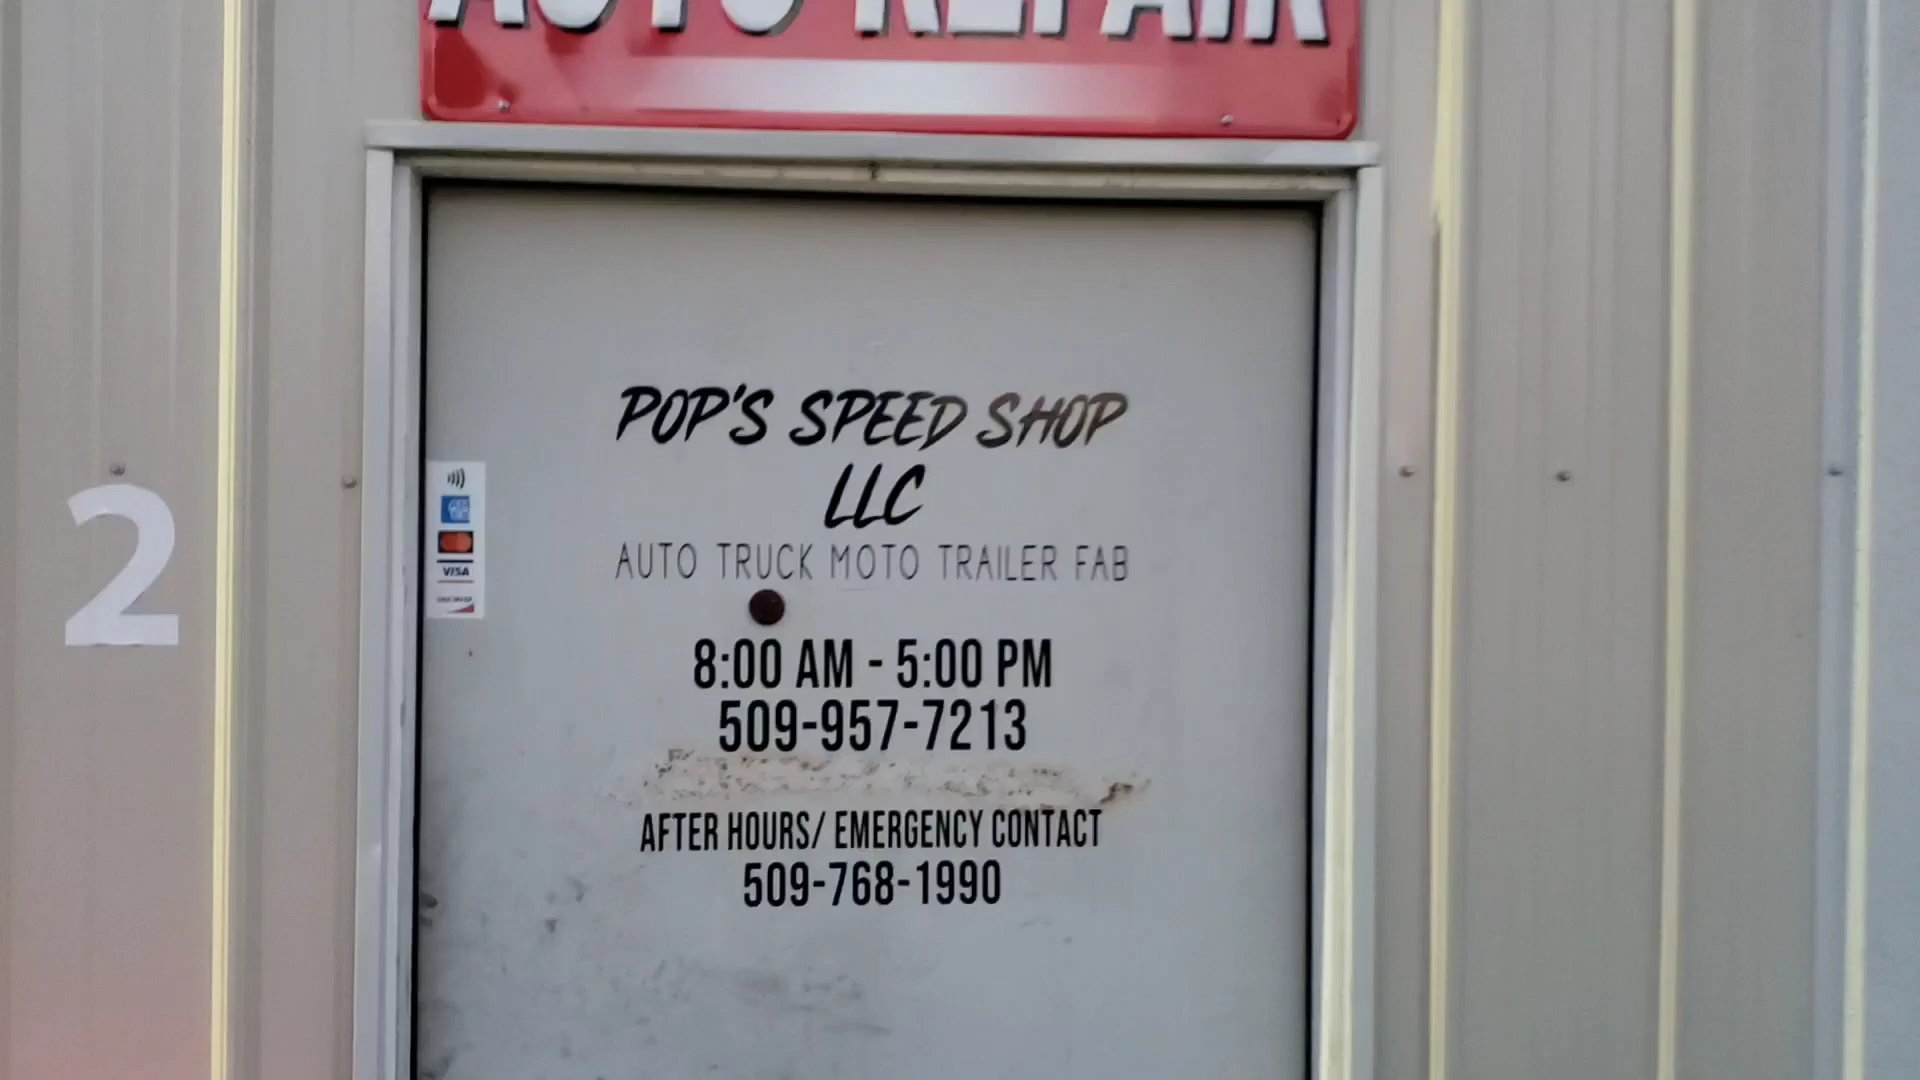 AUTO REPAIR
POP'S SPEED SHOP
LLC
AUTO TRUCK MOTO TRAILER FAB
VISA
2
8:00 AM - 5:00 PM
509-957-7213
AFTER HOURS/ EMERGENCY CONTACT
509-768-1990